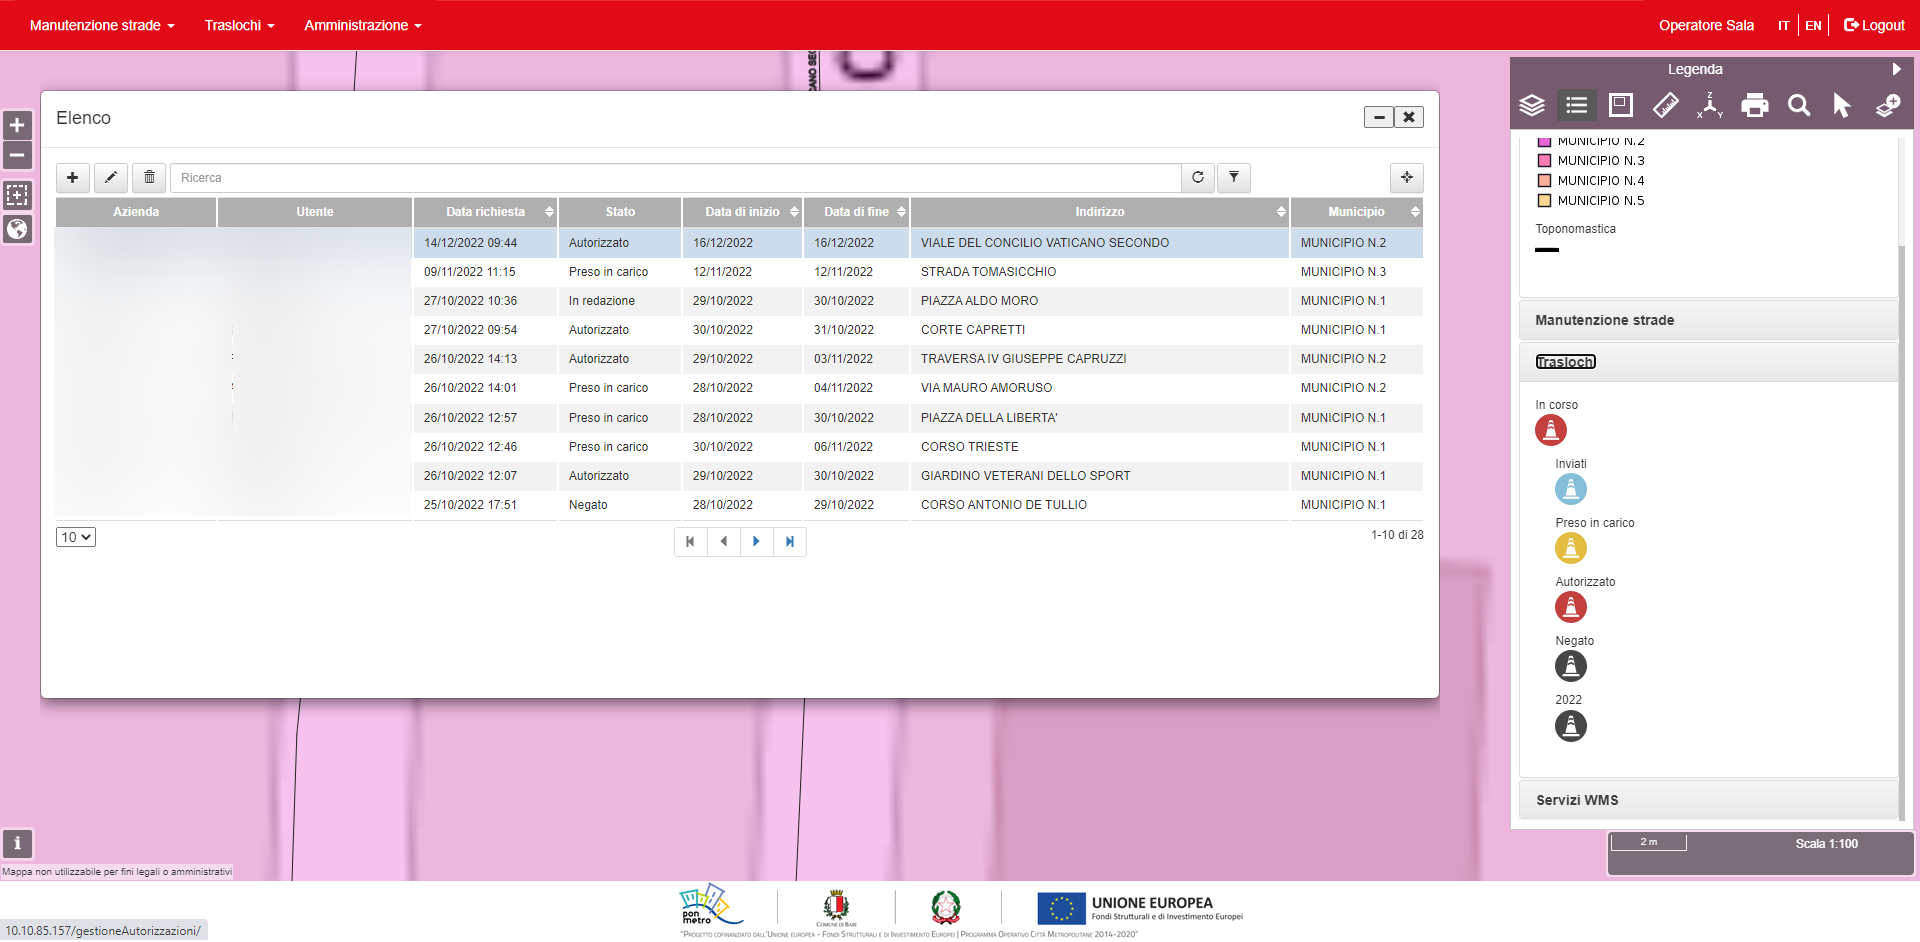 Manutenzione strade Traslochi Amministrazione Operatore Sala IT EN Logout
CANO SEC
Legenda
Elenco
Z
X Y
MUNICIPIO N.2
MUNICIPIO N.3
MUNICIPIO N.4
MUNICIPIO N.5
Toponomastica
Manutenzione strade
Traslochi
In corso
Inviati
Preso in carico
Autorizzato
Negato
2022
Servizi WMS
Ricerca
Azienda Utente Data richiesta Stato Data di inizio Data di fine Indirizzo Municipio
14/12/2022 09:44 Autorizzato 16/12/2022 16/12/2022 VIALE DEL CONCILIO VATICANO SECONDO MUNICIPIO N.2
09/11/2022 11:15 Preso in carico 12/11/2022 12/11/2022 STRADA TOMASICCHIO MUNICIPIO N.3
27/10/2022 10:36 In redazione 29/10/2022 30/10/2022 PIAZZA ALDO MORO MUNICIPIO N.1
27/10/2022 09:54 Autorizzato 30/10/2022 31/10/2022 CORTE CAPRETTI MUNICIPIO N.1
26/10/2022 14:13 Autorizzato 29/10/2022 03/11/2022 TRAVERSA IV GIUSEPPE CAPRUZZI MUNICIPIO N.2
26/10/2022 14:01 Preso in carico 28/10/2022 04/11/2022 VIA MAURO AMORUSO MUNICIPIO N.2
26/10/2022 12:57 Preso in carico 28/10/2022 30/10/2022 PIAZZA DELLA LIBERTA' MUNICIPIO N.1
26/10/2022 12:46 Preso in carico 30/10/2022 06/11/2022 CORSO TRIESTE MUNICIPIO N.1
26/10/2022 12:07 Autorizzato 29/10/2022 30/10/2022 GIARDINO VETERANI DELLO SPORT MUNICIPIO N.1
25/10/2022 17:51 Negato 28/10/2022 29/10/2022 CORSO ANTONIO DE TULLIO MUNICIPIO N.1
10 1-10 di 28
2 m Scala 1:100
Mappa non utilizzabile per fini legali o amministrativi
pon
metro
COMUNE DI BARI
UNIONE EUROPEA
Fondi Strutturali e di Investimento Europei
"PROGETTO COFINANZIATO DALL'UNIONE EUROPEA – FONDI STRUTTURALI E DI INVESTIMENTO EUROPEI | PROGRAMMA OPERATIVO CITTÀ METROPOLITANE 2014-2020"
10.10.85.157/gestioneAutorizzazioni/